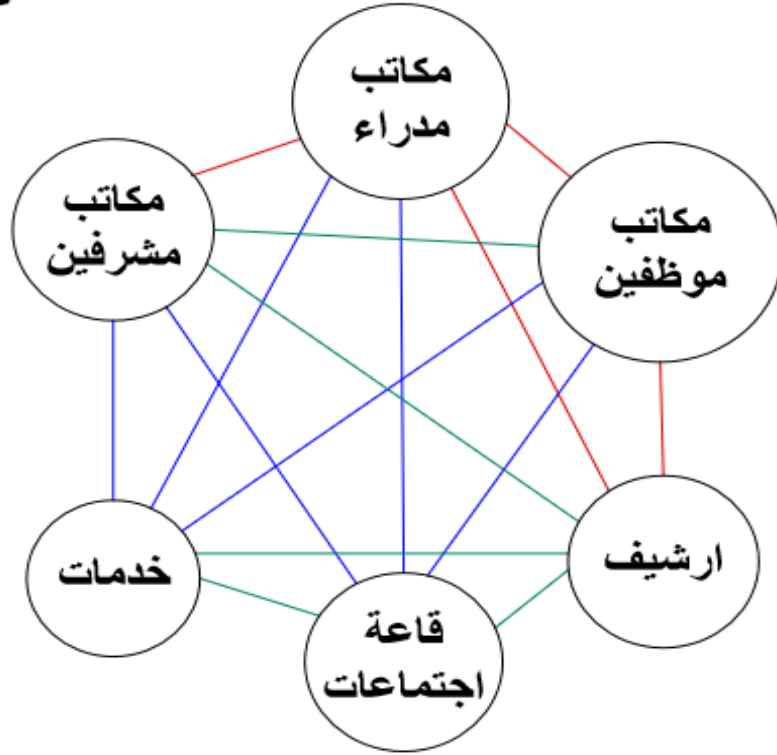 مكاتب
مدراء
مكاتب
موظفين
مكاتب
مشرفين
ارشيف
خدمات
قاعة
اجتماعات